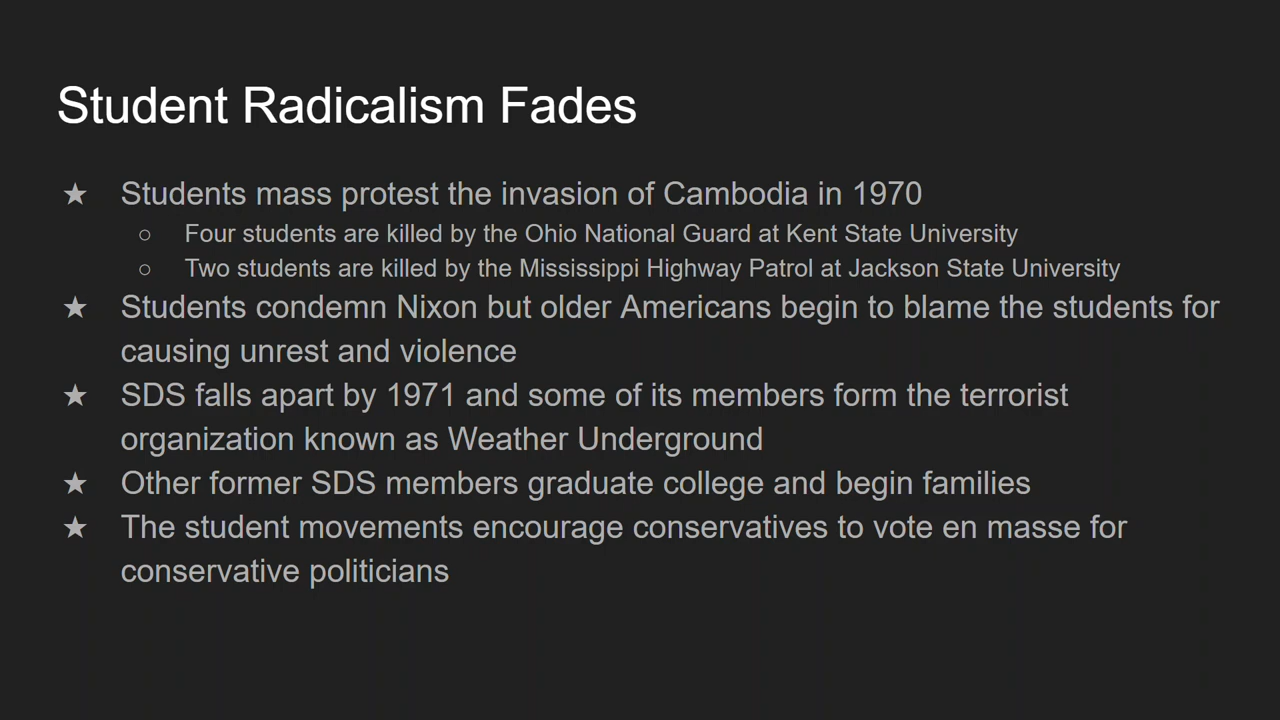 Student Radicalism Fades
★ Students mass protest the invasion of Cambodia in 1970
○ Four students are killed by the Ohio National Guard at Kent State University
○ Two students are killed by the Mississippi Highway Patrol at Jackson State University
★ Students condemn Nixon but older Americans begin to blame the students for
causing unrest and violence
★ SDS falls apart by 1971 and some of its members form the terrorist
organization known as Weather Underground
★ Other former SDS members graduate college and begin families
★ The student movements encourage conservatives to vote en masse for
conservative politicians